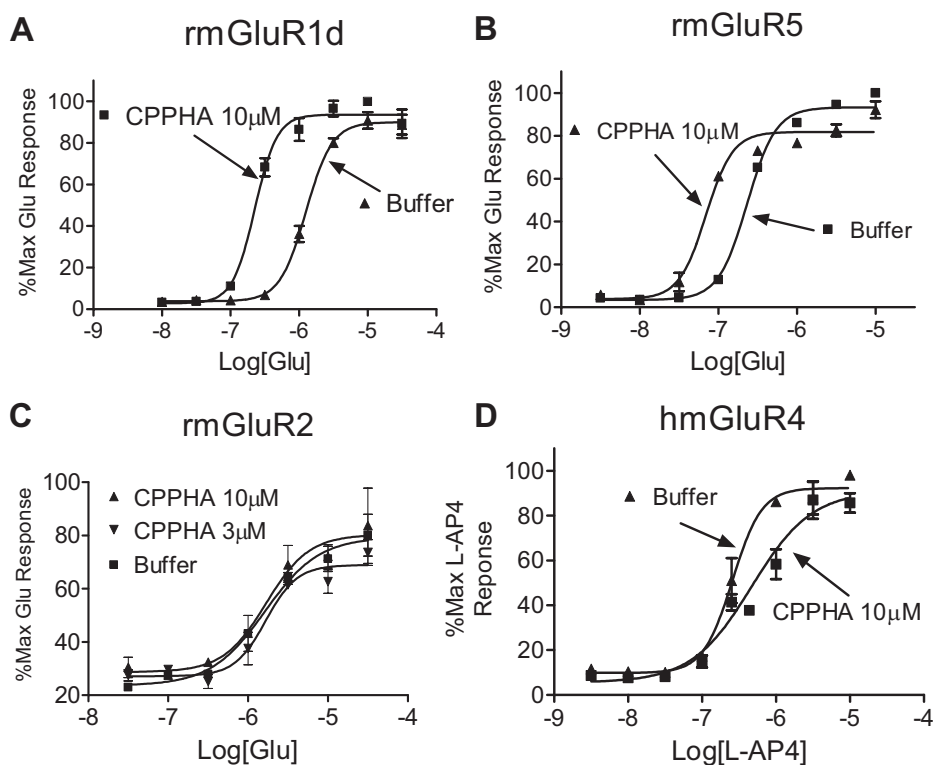 A
rmGluR1d
%Max Glu Response
100
80
60
40
20
0
CPPHA 10μM
Buffer
-9 -8 -7 -6 -5 -4
Log[Glu]
B
rmGluR5
%Max Glu Response
100
80
60
40
20
0
CPPHA 10μM
Buffer
-9 -8 -7 -6 -5
Log[Glu]
C
rmGluR2
%Max Glu Response
100
80
60
40
20
CPPHA 10μM
CPPHA 3μM
Buffer
-8 -7 -6 -5 -4
Log[Glu]
D
hmGluR4
%Max L-AP4
Reponse
100
80
60
40
20
0
Buffer
CPPHA 10μM
-9 -8 -7 -6 -5 -4
Log[L-AP4]